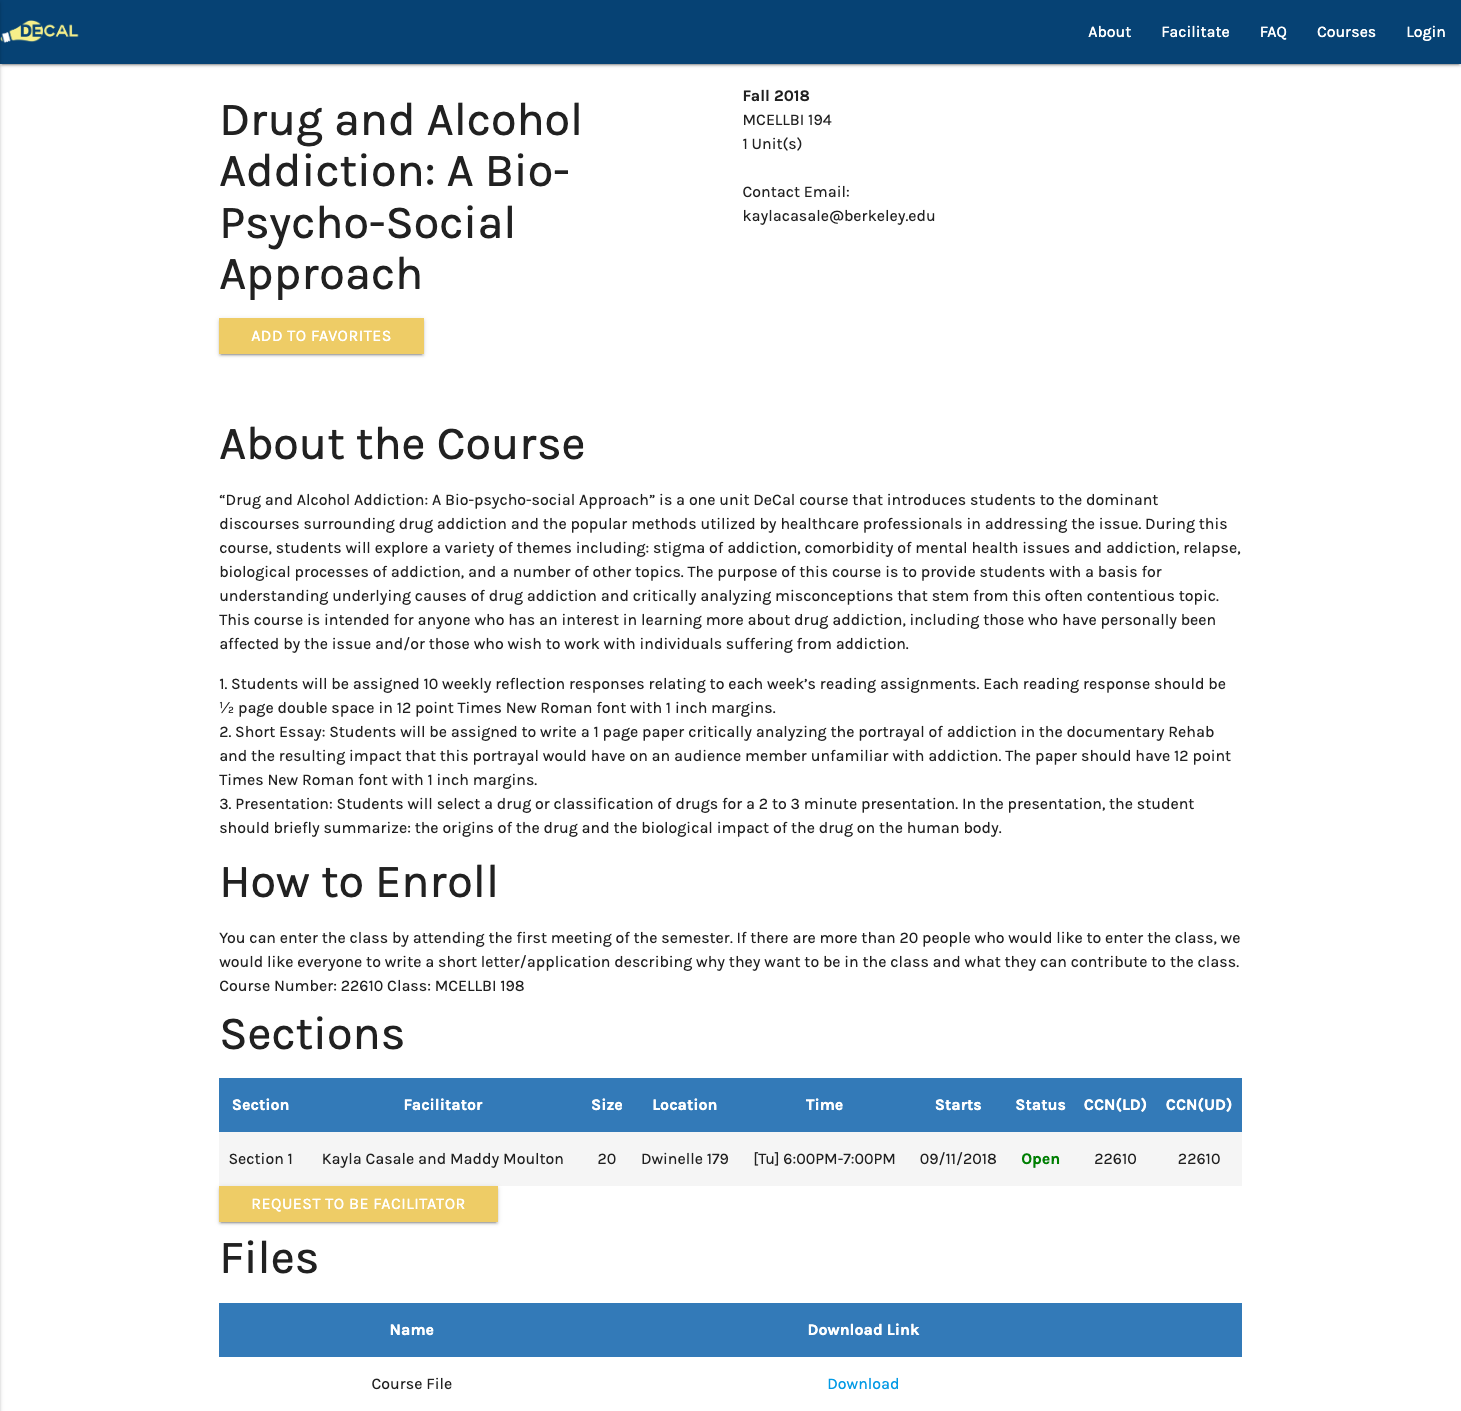 DECAL
About Facilitate FAQ Courses Login
Drug and Alcohol
Addiction: A Bio-
Psycho-Social
Approach
ADD TO FAVORITES
Fall 2018
MCELLBI 194
1 Unit(s)
Contact Email:
kaylacasale@berkeley.edu
About the Course
“Drug and Alcohol Addiction: A Bio-psycho-social Approach” is a one unit DeCal course that introduces students to the dominant
discourses surrounding drug addiction and the popular methods utilized by healthcare professionals in addressing the issue. During this
course, students will explore a variety of themes including: stigma of addiction, comorbidity of mental health issues and addiction, relapse,
biological processes of addiction, and a number of other topics. The purpose of this course is to provide students with a basis for
understanding underlying causes of drug addiction and critically analyzing misconceptions that stem from this often contentious topic.
This course is intended for anyone who has an interest in learning more about drug addiction, including those who have personally been
affected by the issue and/or those who wish to work with individuals suffering from addiction.
1. Students will be assigned 10 weekly reflection responses relating to each week’s reading assignments. Each reading response should be
½ page double space in 12 point Times New Roman font with 1 inch margins.
2. Short Essay: Students will be assigned to write a 1 page paper critically analyzing the portrayal of addiction in the documentary Rehab
and the resulting impact that this portrayal would have on an audience member unfamiliar with addiction. The paper should have 12 point
Times New Roman font with 1 inch margins.
3. Presentation: Students will select a drug or classification of drugs for a 2 to 3 minute presentation. In the presentation, the student
should briefly summarize: the origins of the drug and the biological impact of the drug on the human body.
How to Enroll
You can enter the class by attending the first meeting of the semester. If there are more than 20 people who would like to enter the class, we
would like everyone to write a short letter/application describing why they want to be in the class and what they can contribute to the class.
Course Number: 22610 Class: MCELLBI 198
Sections
Section Facilitator Size Location Time Starts Status CCN(LD) CCN(UD)
Section 1 Kayla Casale and Maddy Moulton 20 Dwinelle 179 [Tu] 6:00PM-7:00PM 09/11/2018 Open 22610 22610
REQUEST TO BE FACILITATOR
Files
Name Download Link
Course File Download